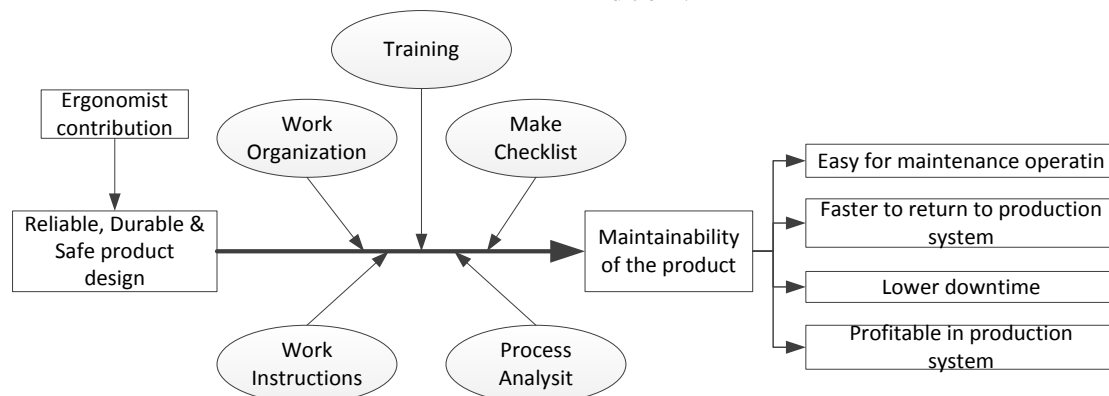 Training
Ergonomist
contribution
Work
Organization
Make
Checklist
Easy for maintenance operatin
Reliable, Durable &
Safe product
design
Maintainability
of the product
Faster to return to production
system
Lower downtime
Work
Instructions
Process
Analysit
Profitable in production
system